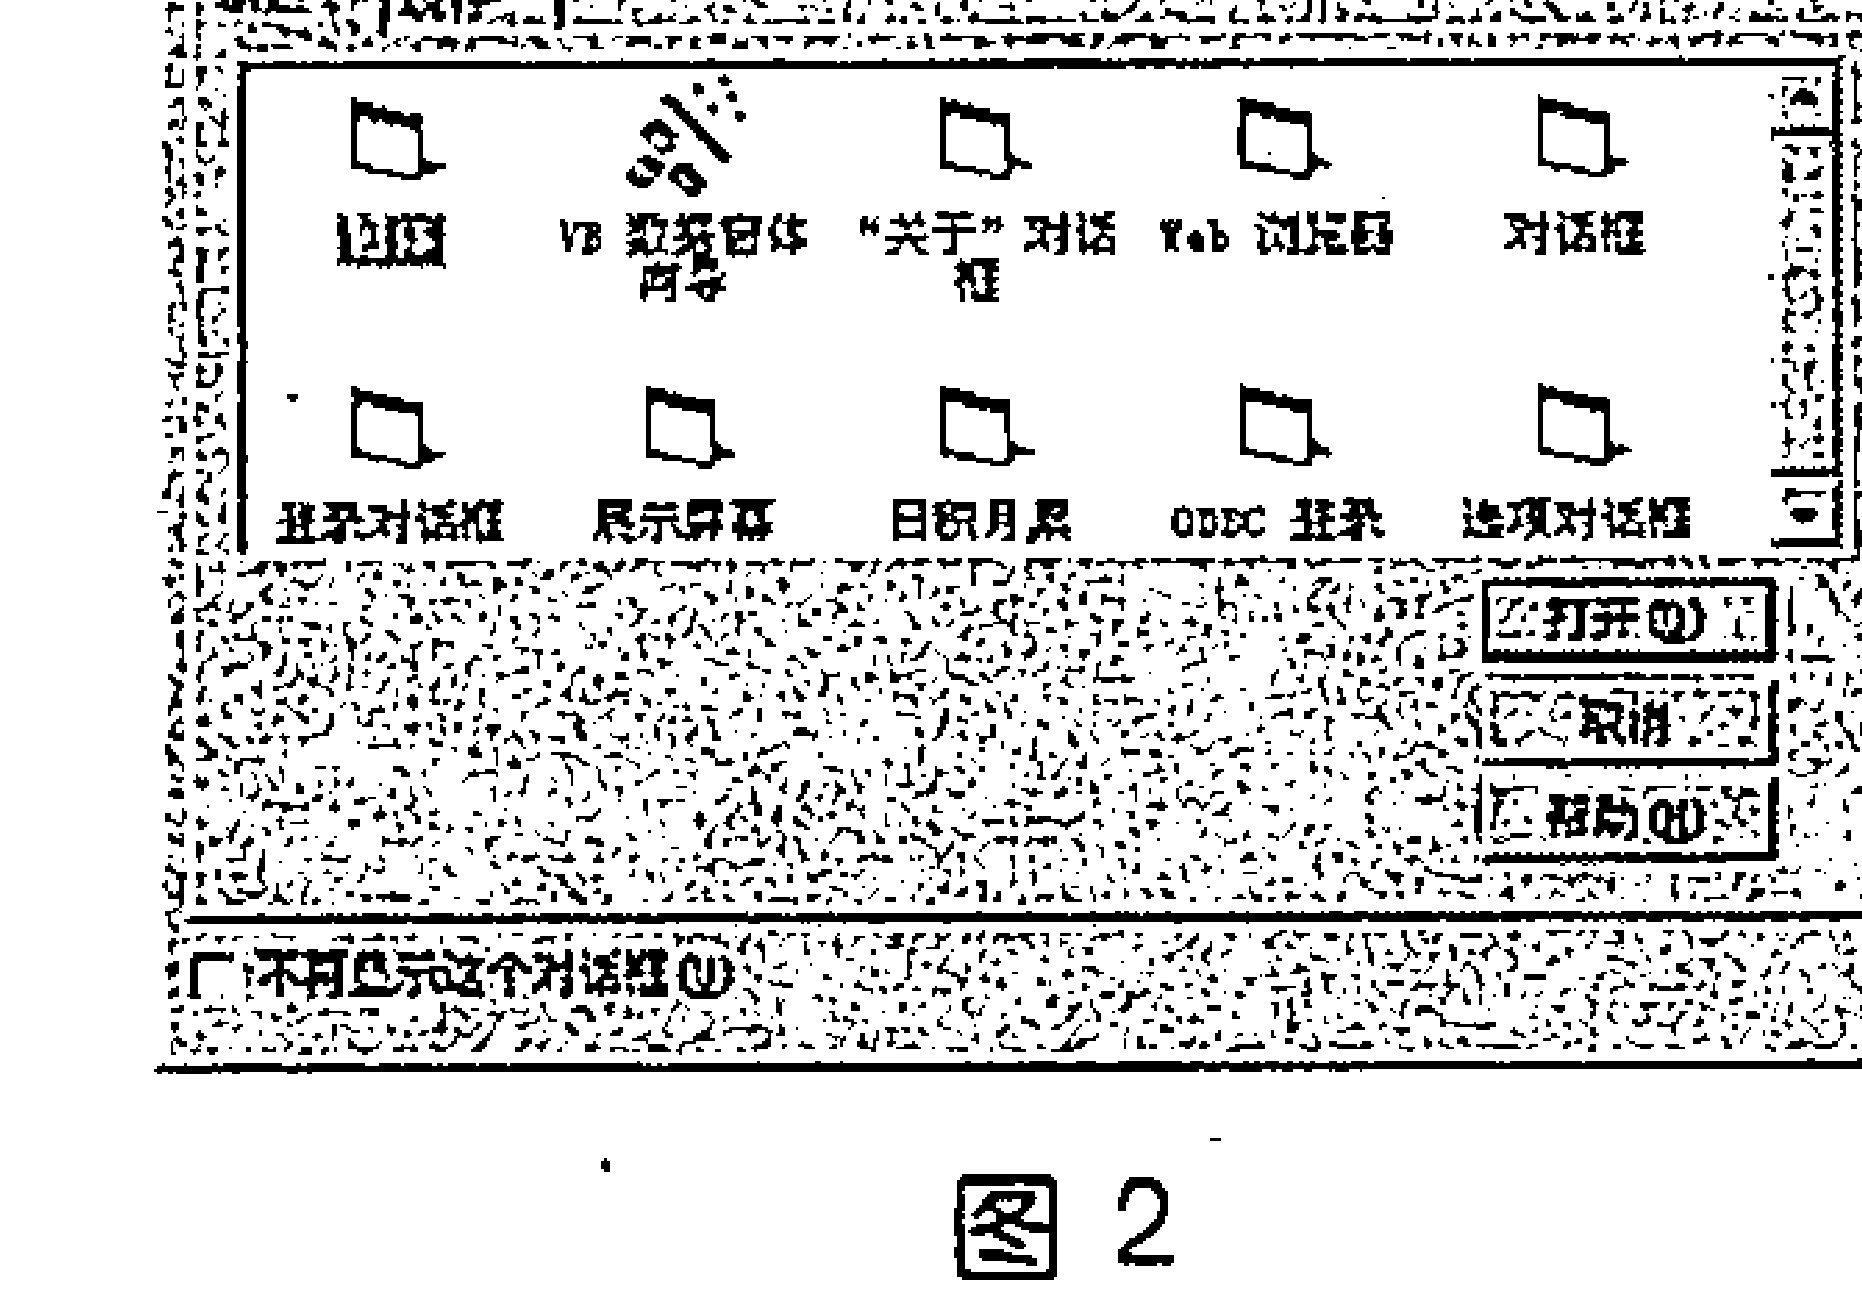 VB 数据窗体
向导
“关于” 对话
框
Web 浏览器
对话框
登录对话框
展示屏幕
日积月累
ODBC 登录
选项对话框
打开(O)
取消
帮助(H)
不再显示这个对话框(D)
图 2